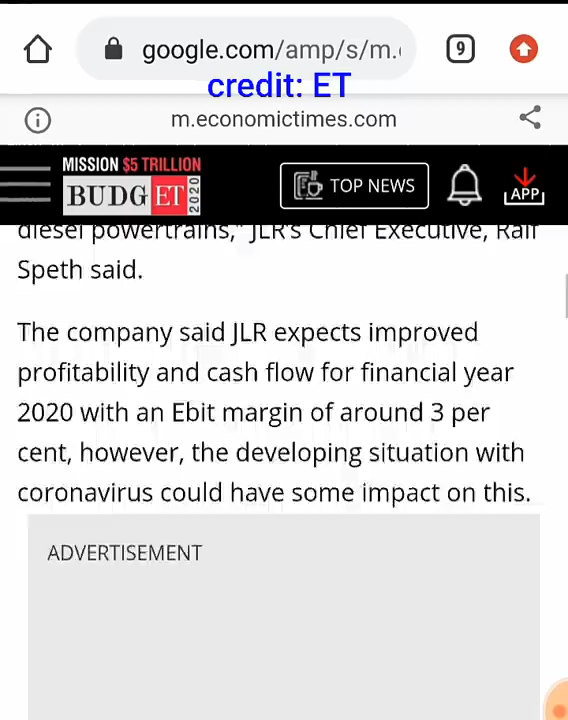 google.com/amp/s/m.
9
credit: ET
m.economictimes.com
MISSION $5 TRILLION
BUDGET 2020
TOP NEWS
APP
diesel powertrains," JLR's Chief Executive, Ralf
Speth said.
The company said JLR expects improved
profitability and cash flow for financial year
2020 with an Ebit margin of around 3 per
cent, however, the developing situation with
coronavirus could have some impact on this.
ADVERTISEMENT